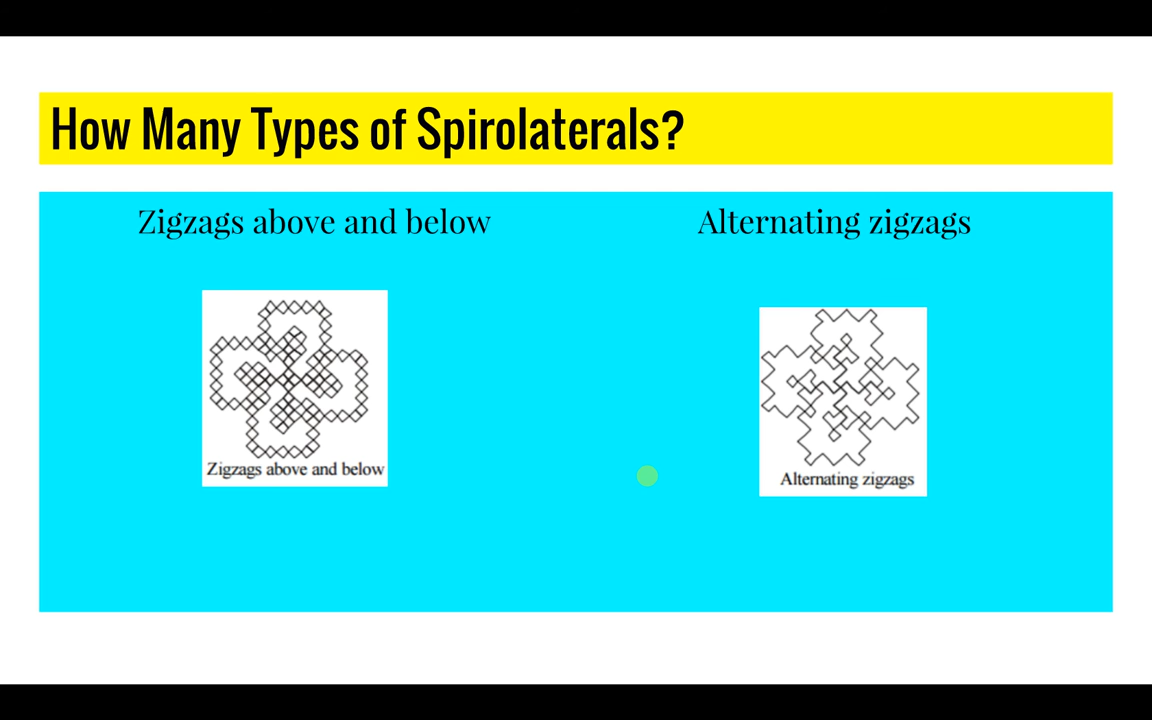 How Many Types of Spirolaterals?
Zigzags above and below
Alternating zigzags
Zigzags above and below
Alternating zigzags